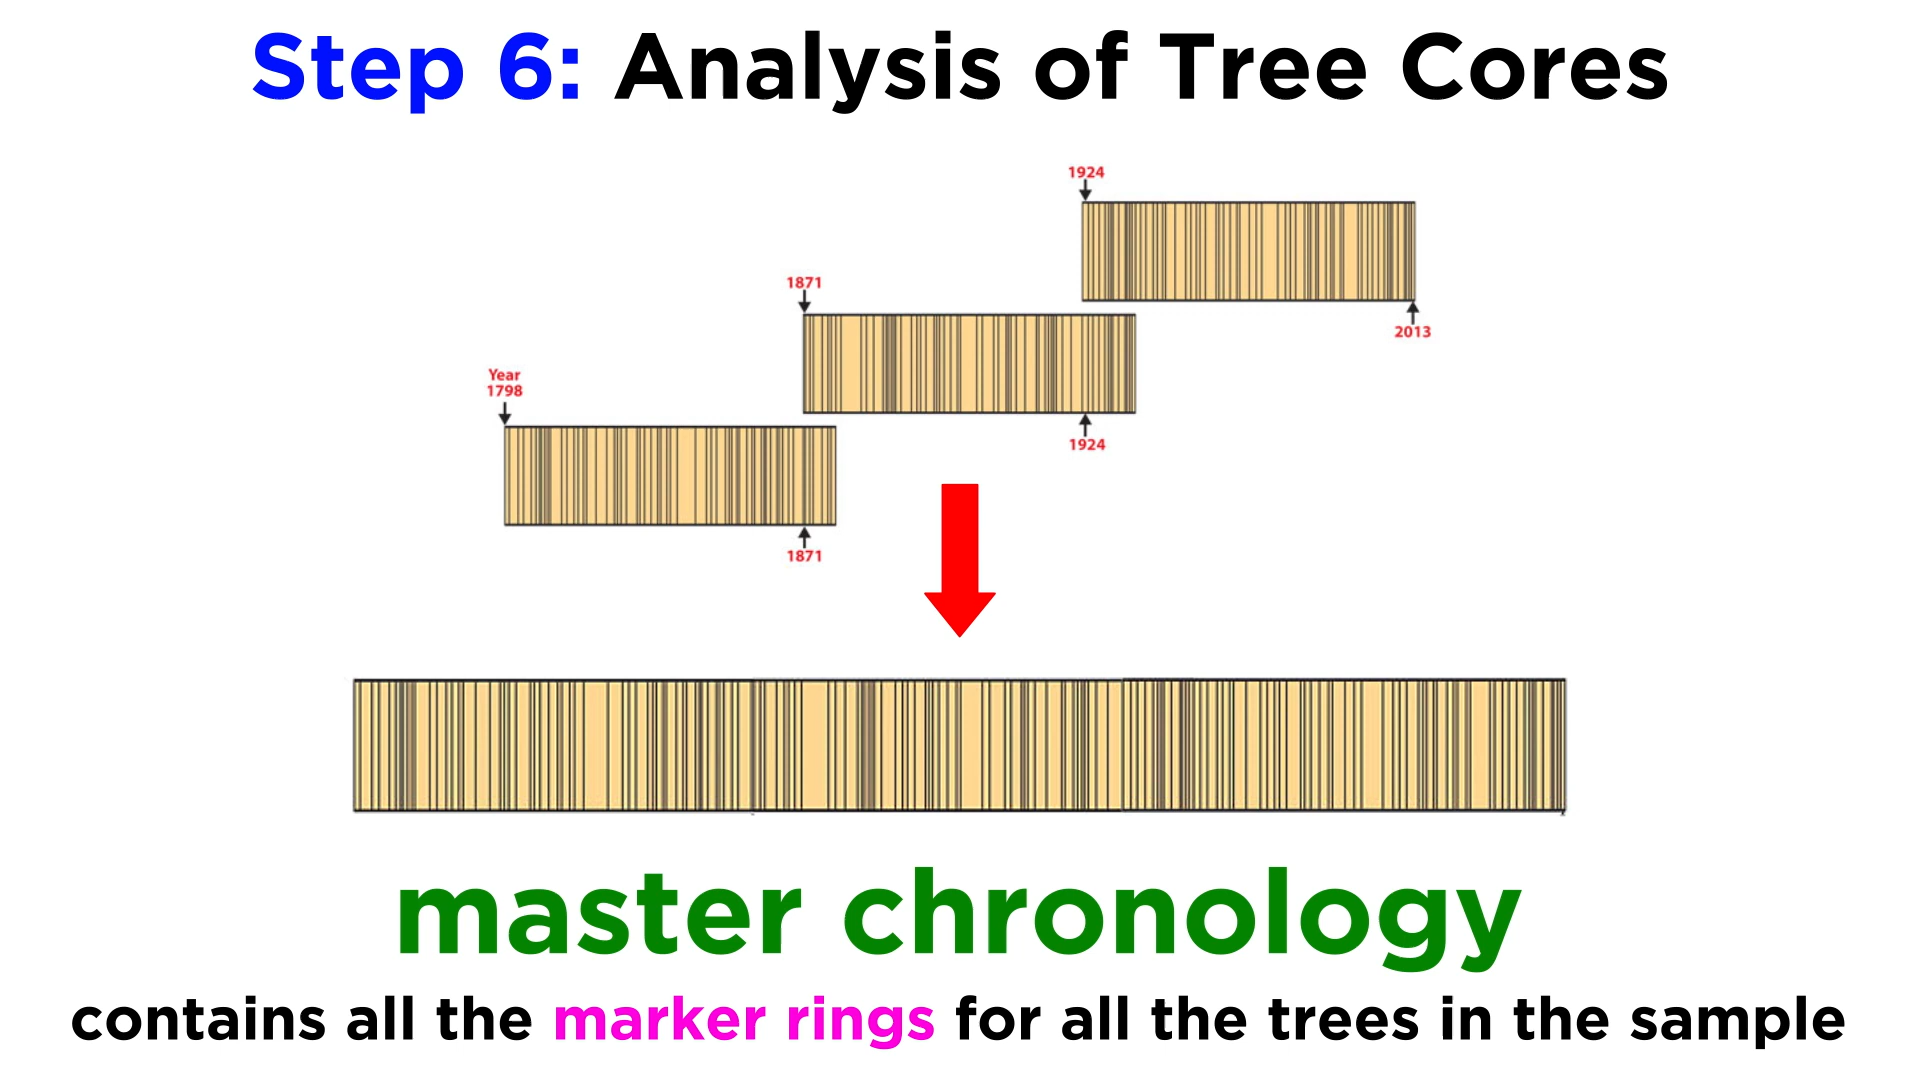 Step 6: Analysis of Tree Cores
1924
2013
1871
1924
Year
1798
1871
master chronology
contains all the marker rings for all the trees in the sample